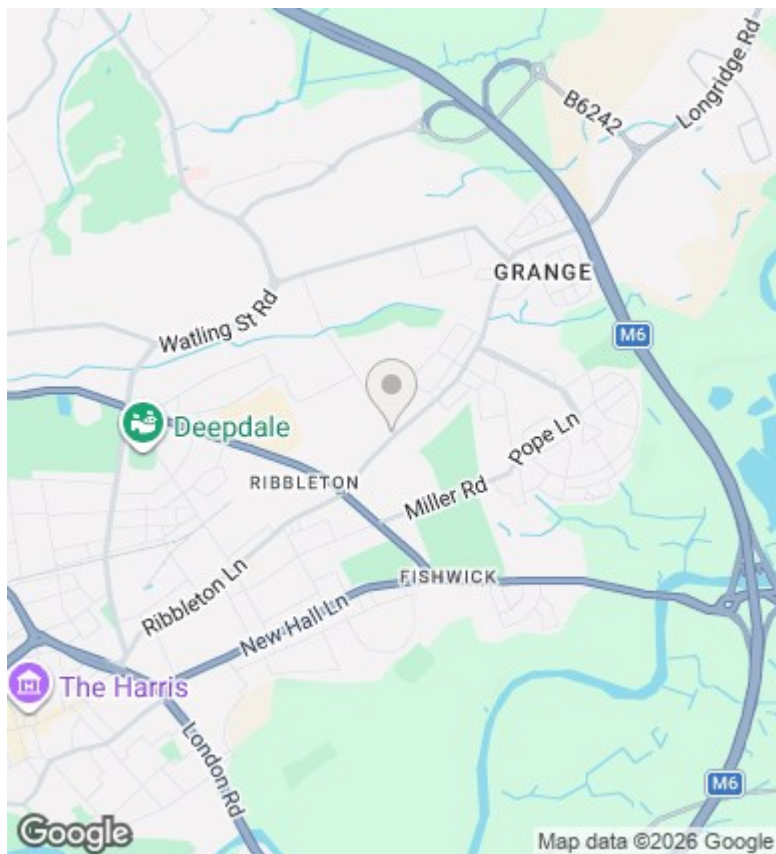 B6242
Longridge Rd
GRANGE
Watling St Rd
M6
Deepdale
Pope Ln
RIBBLETON
Miller Rd
FISHWICK
Ribbleton Ln
New Hall Ln
The Harris
London Rd
M6
Google
Map data ©2026 Google